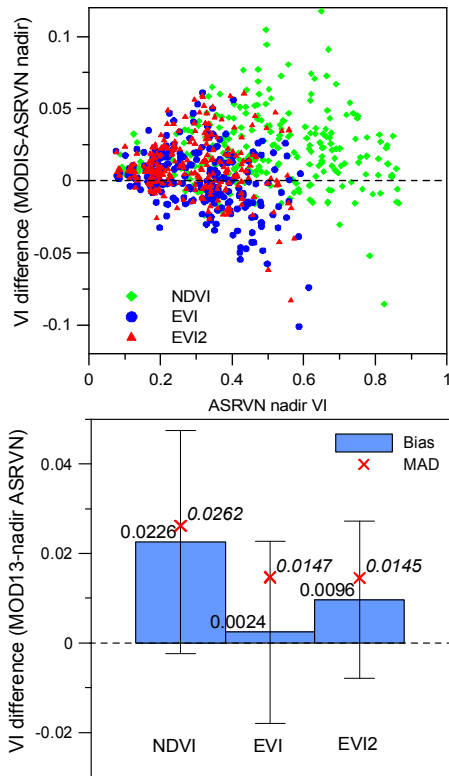 0.1
0.05
0
-0.05
-0.1
VI difference (MODIS-ASRVN nadir)
NDVI
EVI
EVI2
0 0.2 0.4 0.6 0.8 1
ASRVN nadir VI
VI difference (MOD13-nadir ASRVN)
0.04
0.02
0
-0.02
Bias
MAD
0.0226
0.0262
0.0024
0.0147
0.0096
0.0145
NDVI EVI EVI2